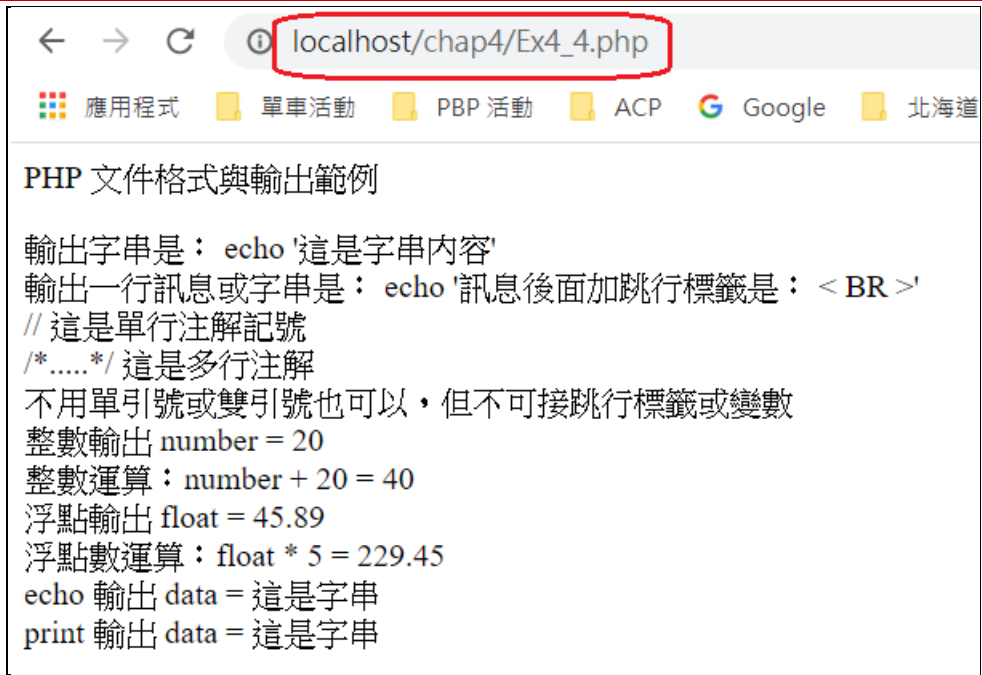 localhost/chap4/Ex4_4.php
應用程式 單車活動 PBP 活動 ACP G Google 北海道
PHP 文件格式與輸出範例
輸出字串是： echo '這是字串内容'
輸出一行訊息或字串是： echo '訊息後面加跳行標籤是： < BR >'
// 這是單行注解記號
/*.....*/ 這是多行注解
不用單引號或雙引號也可以，但不可接跳行標籤或變數
整數輸出 number = 20
整數運算：number + 20 = 40
浮點輸出 float = 45.89
浮點數運算：float * 5 = 229.45
echo 輸出 data = 這是字串
print 輸出 data = 這是字串